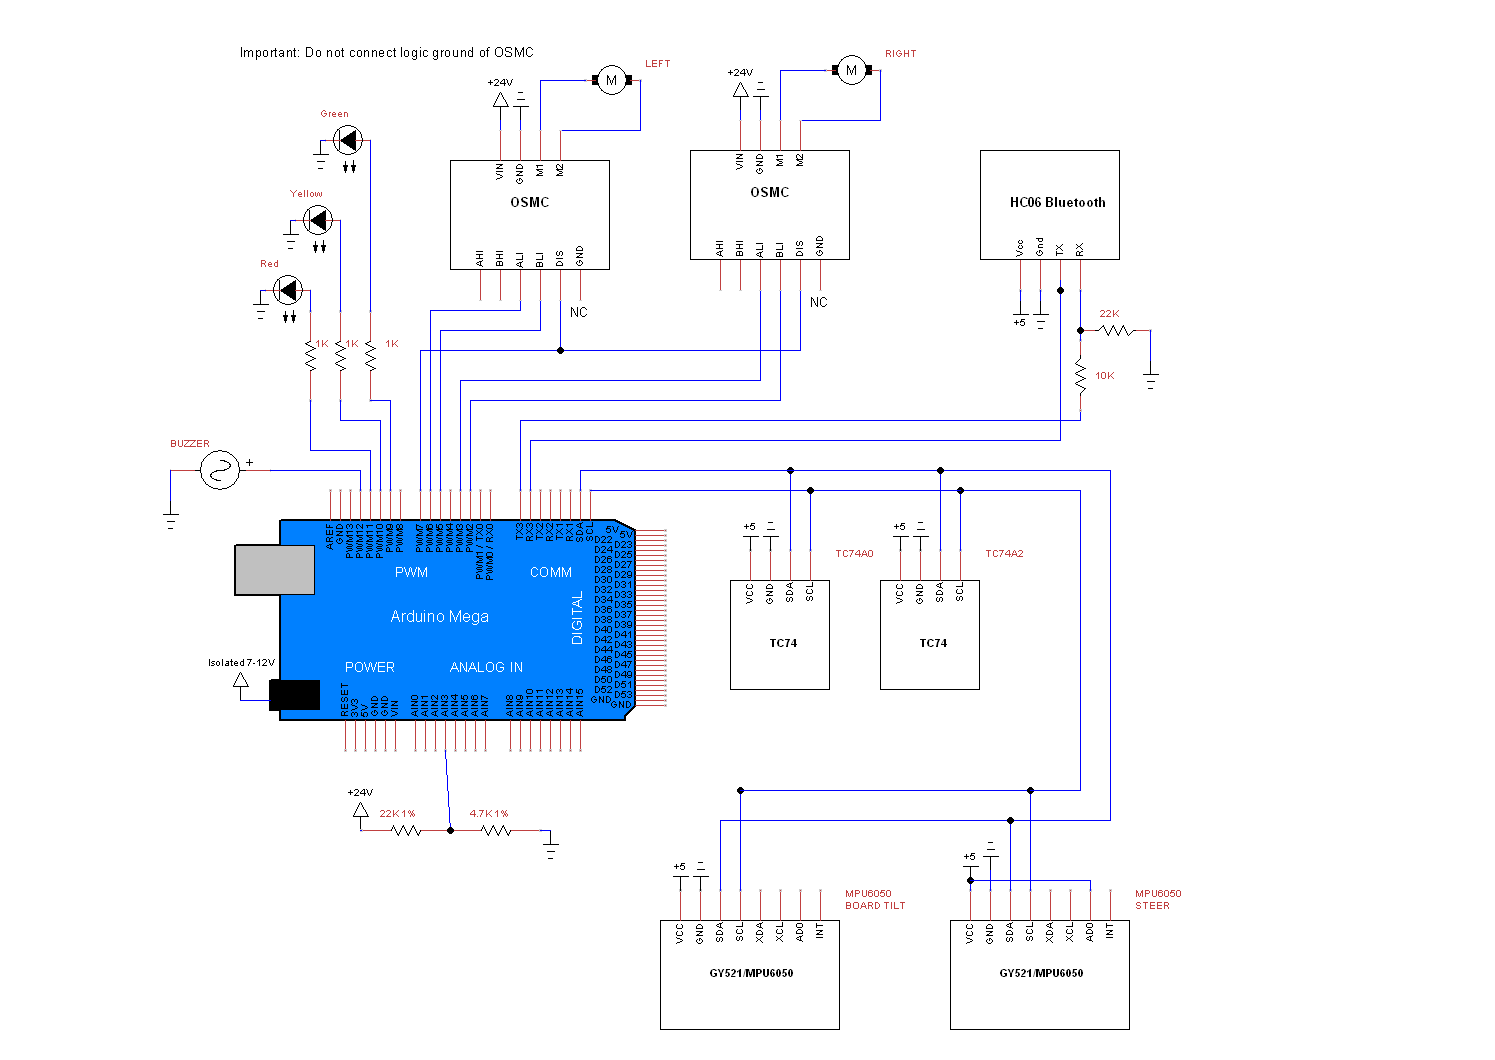 Important: Do not connect logic ground of OSMC
LEFT
RIGHT
+24V
M
+24V
M
Green
VIN
GND
M1
M2
OSMC
AHI
BHI
ALI
BLI
DIS
GND
NC
VIN
GND
M1
M2
OSMC
AHI
BHI
ALI
BLI
DIS
GND
NC
HC06 Bluetooth
Vcc
Gnd
TX
RX
+5
22K
10K
Yellow
Red
1K
1K
1K
BUZZER
+
AREF
GND
PWM13
PWM12
PWM11
PWM10
PWM9
PWM8
PWM7
PWM6
PWM5
PWM4
PWM3
PWM2
PWM1 / TX0
PWM0 / RX0
TX3
RX3
TX2
RX2
TX1
RX1
SDA
SCL
PWM
COMM
Arduino Mega
DIGITAL
5V
5V
D22
D23
D24
D25
D26
D27
D28
D29
D30
D31
D32
D33
D34
D35
D36
D37
D38
D39
D40
D41
D42
D43
D44
D45
D46
D47
D48
D49
D50
D51
D52
D53
GND
GND
Isolated 7-12V
POWER
ANALOG IN
RESET
3V3
5V
GND
GND
VIN
AIN0
AIN1
AIN2
AIN3
AIN4
AIN5
AIN6
AIN7
AIN8
AIN9
AIN10
AIN11
AIN12
AIN13
AIN14
AIN15
+24V
22K 1%
4.7K 1%
+5
TC74A0
VCC
GND
SDA
SCL
TC74
+5
TC74A2
VCC
GND
SDA
SCL
TC74
+5
MPU6050
BOARD TILT
VCC
GND
SDA
SCL
XDA
XCL
AD0
INT
GY521/MPU6050
+5
MPU6050
STEER
VCC
GND
SDA
SCL
XDA
XCL
AD0
INT
GY521/MPU6050